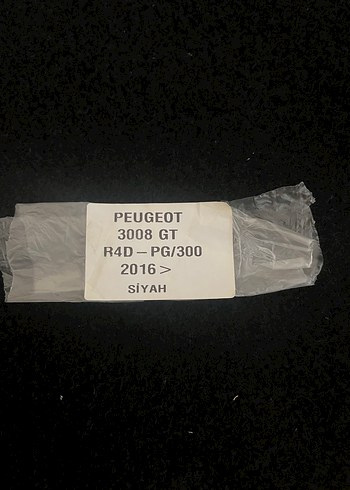 PEUGEOT
3008 GT
R4D – PG/300
2016 >
SİYAH